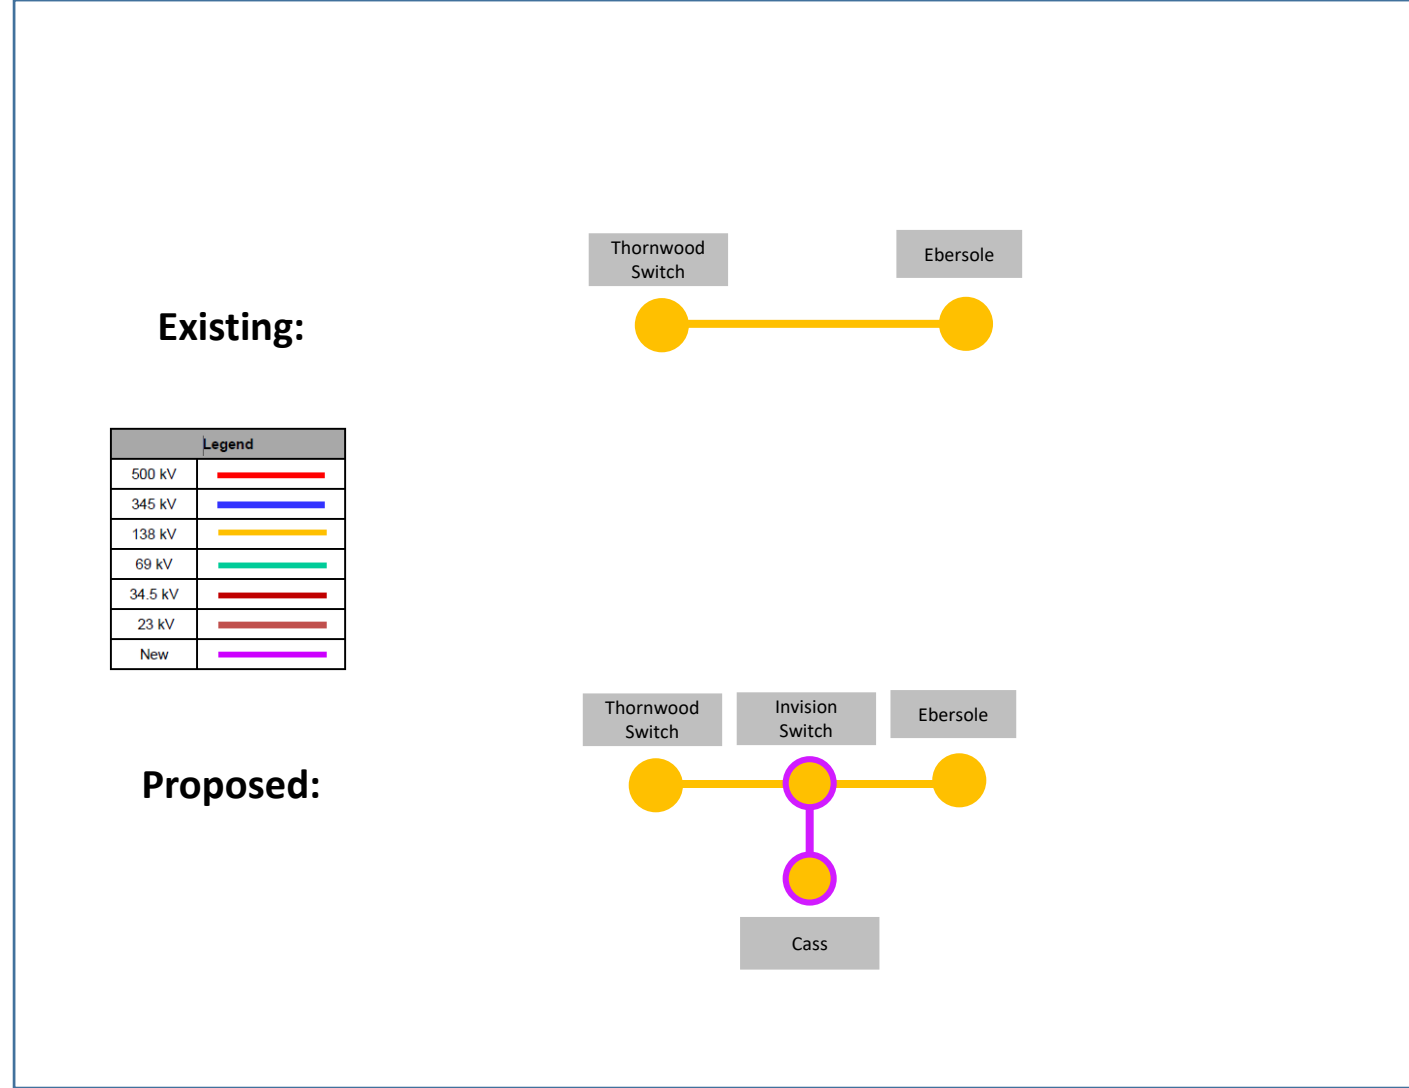 Thornwood
Switch
Ebersole
Existing:
Legend
500 kV
345 kV
138 kV
69 kV
34.5 kV
23 kV
New
Thornwood
Switch
Invision
Switch
Ebersole
Proposed:
Cass